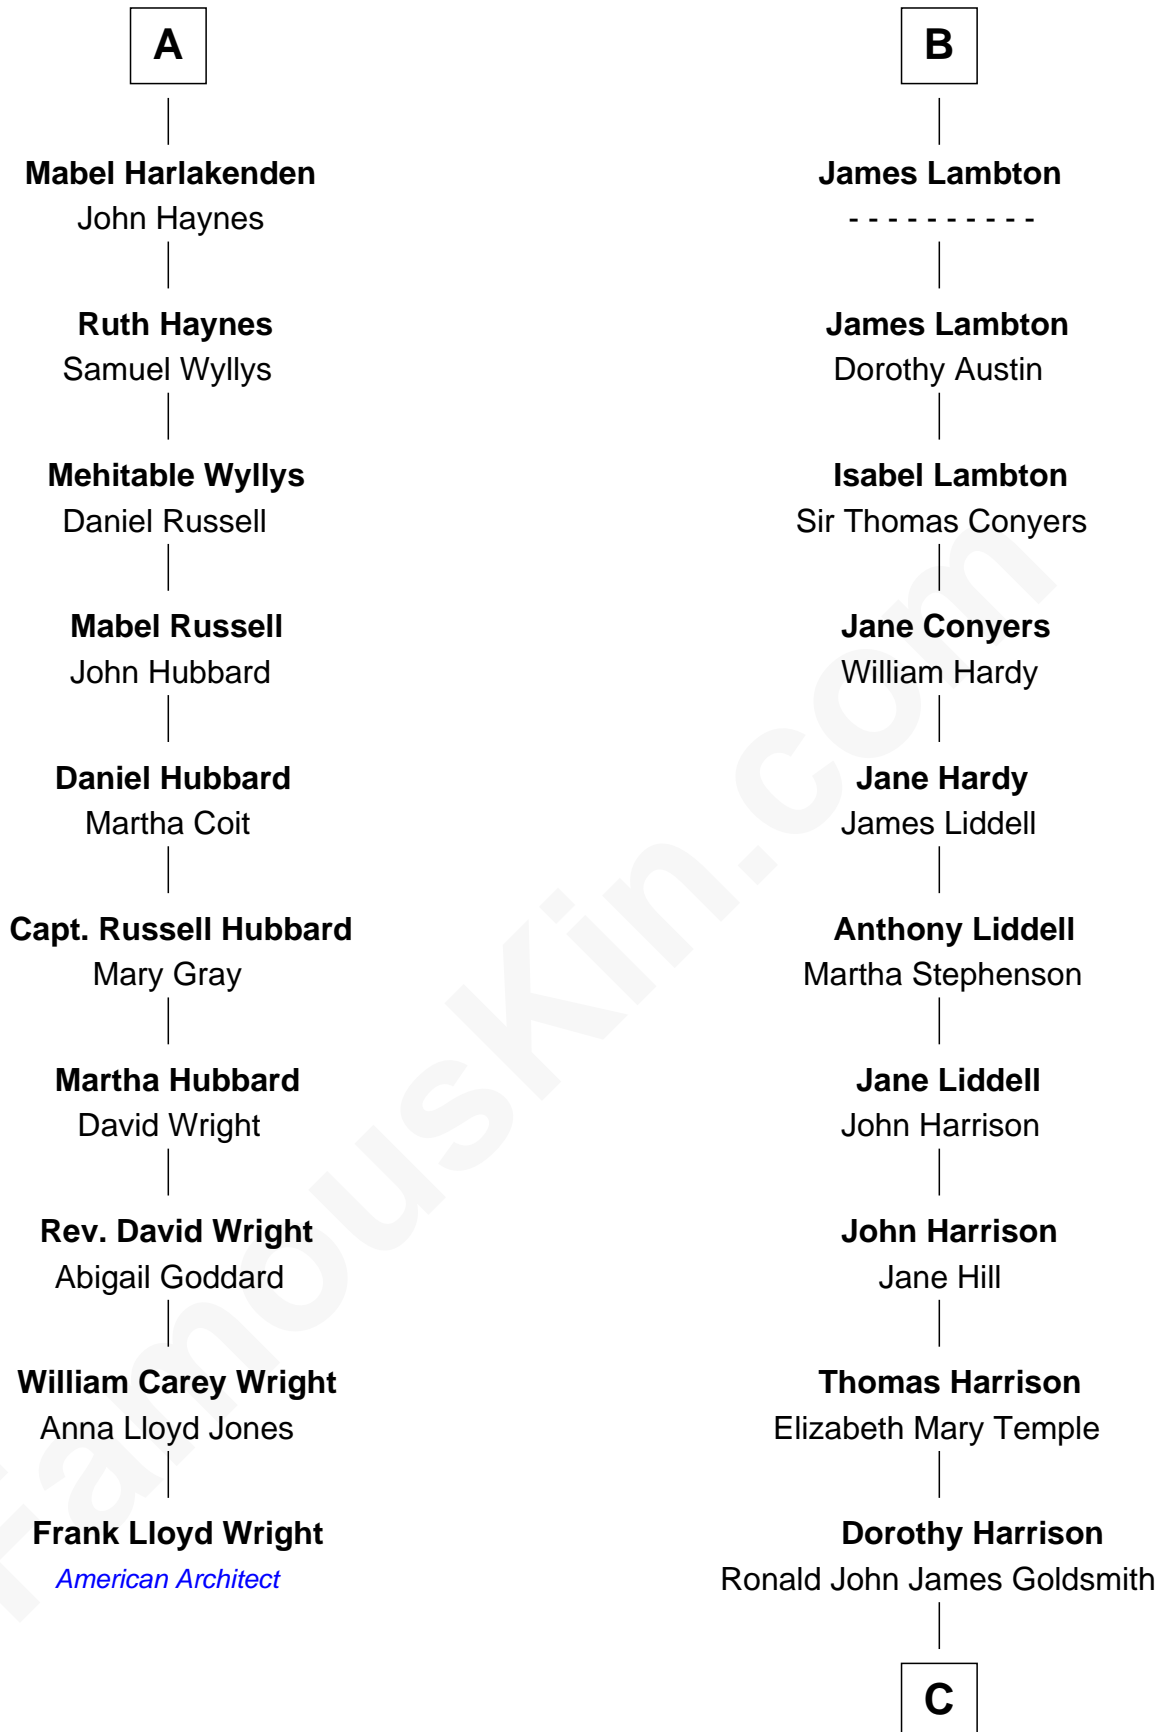 A
Mabel Harlakenden
John Haynes
Ruth Haynes
Samuel Wyllys
Mehitable Wyllys
Daniel Russell
Mabel Russell
John Hubbard
Daniel Hubbard
Martha Coit
Capt. Russell Hubbard
Mary Gray
Martha Hubbard
David Wright
Rev. David Wright
Abigail Goddard
William Carey Wright
Anna Lloyd Jones
Frank Lloyd Wright
American Architect
B
James Lambton
- - - - - - - - - -
James Lambton
Dorothy Austin
Isabel Lambton
Sir Thomas Conyers
Jane Conyers
William Hardy
Jane Hardy
James Liddell
Anthony Liddell
Martha Stephenson
Jane Liddell
John Harrison
John Harrison
Jane Hill
Thomas Harrison
Elizabeth Mary Temple
Dorothy Harrison
Ronald John James Goldsmith
C
FamousKin.com